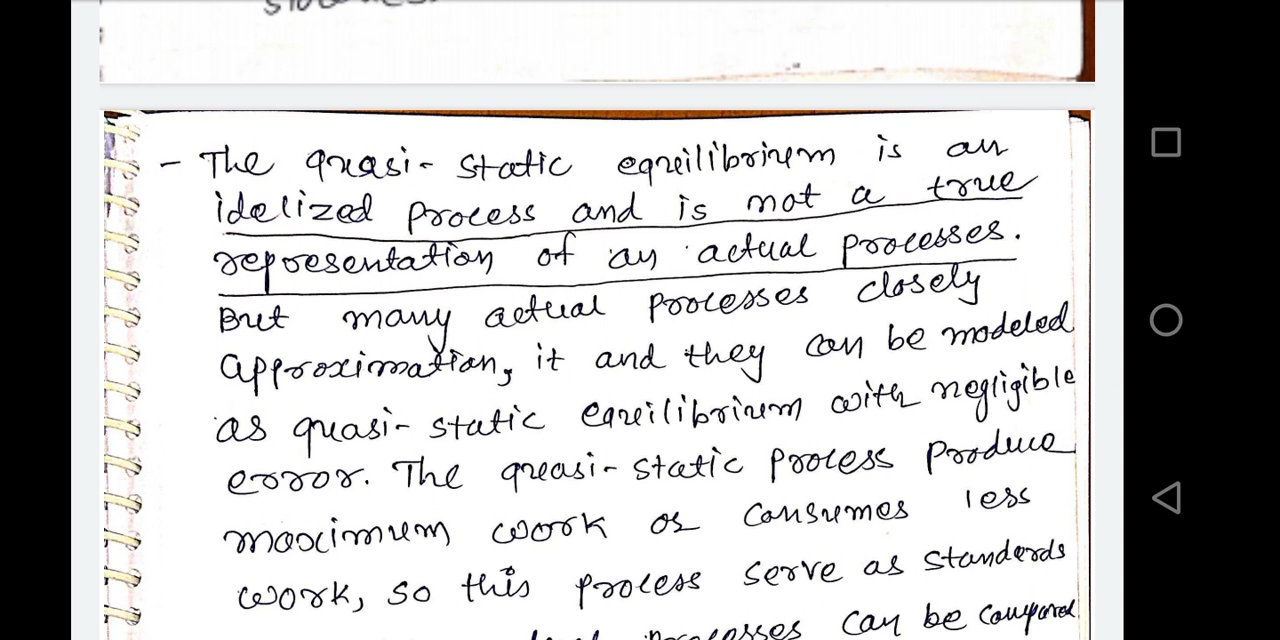 - The quasi-static equilibrium is an
idelized process and is not a true
representation of an actual processes.
But many actual processes closely
approximation, it and they can be modeled
as quasi-static equilibrium with negligible
error. The quasi-static process produce
maximum work or consumes less
work, so this process serve as standerds
processes can be compared